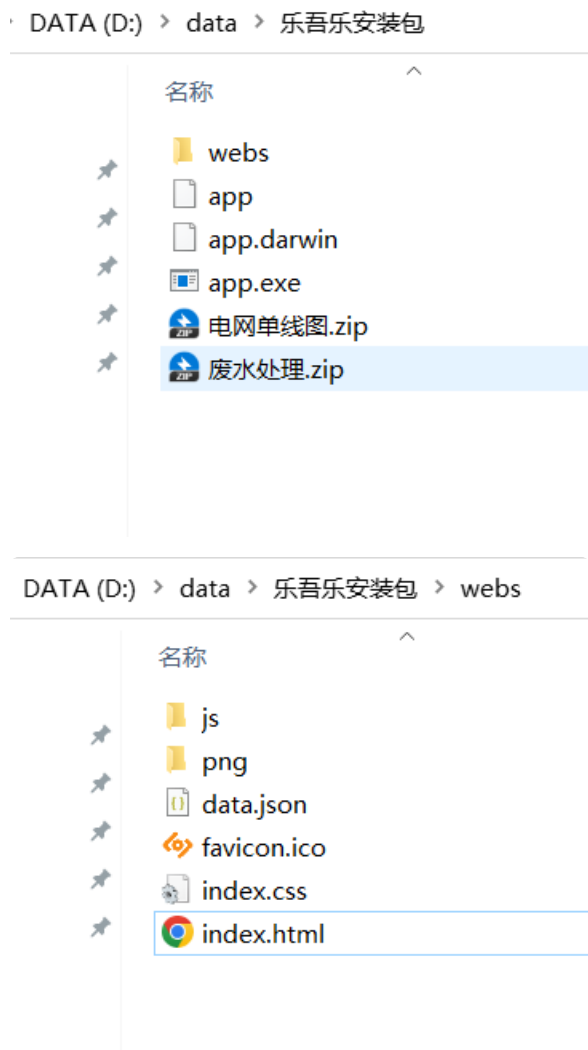 DATA (D:) > data > 乐吾乐安装包
名称
webs
app
app.darwin
app.exe
电网单线图.zip
废水处理.zip
DATA (D:) > data > 乐吾乐安装包 > webs
名称
js
png
data.json
favicon.ico
index.css
index.html